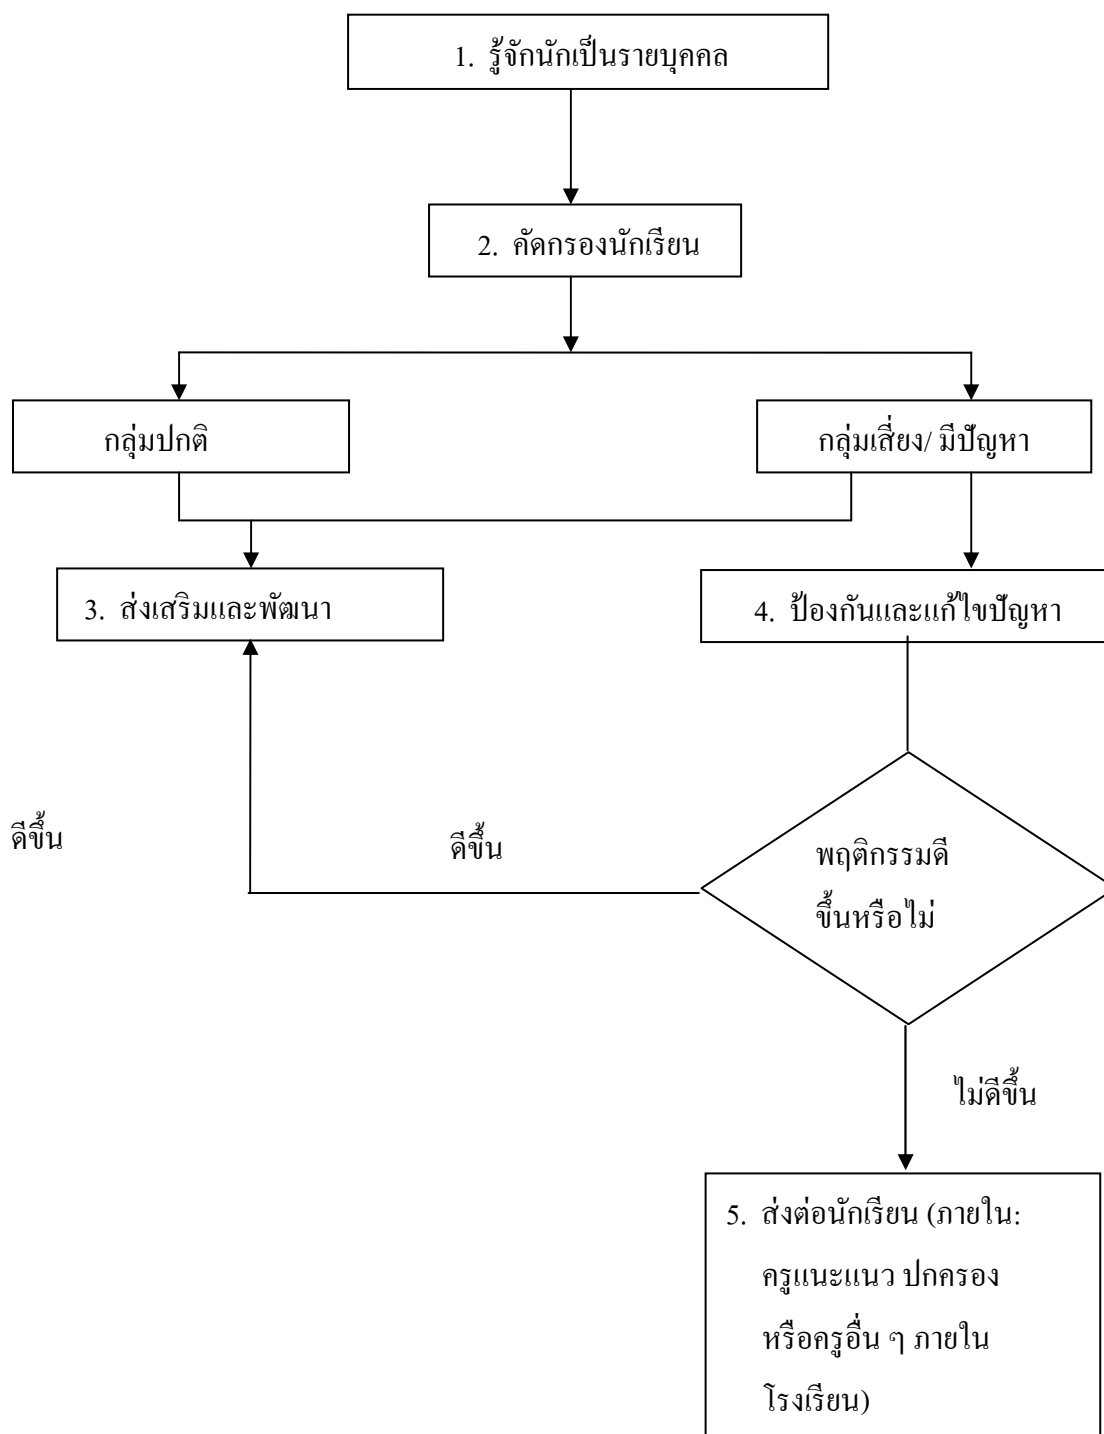 1. รู้จักนักเป็นรายบุคคล
2. คัดกรองนักเรียน
กลุ่มปกติ
กลุ่มเสี่ยง/ มีปัญหา
3. ส่งเสริมและพัฒนา
4. ป้องกันและแก้ไขปัญหา
ดีขึ้น
ดีขึ้น
พฤติกรรมดี
ขึ้นหรือไม่
ไม่ดีขึ้น
5. ส่งต่อนักเรียน (ภายใน:
ครูแนะแนว ปกครอง
หรือครูอื่น ๆ ภายใน
โรงเรียน)